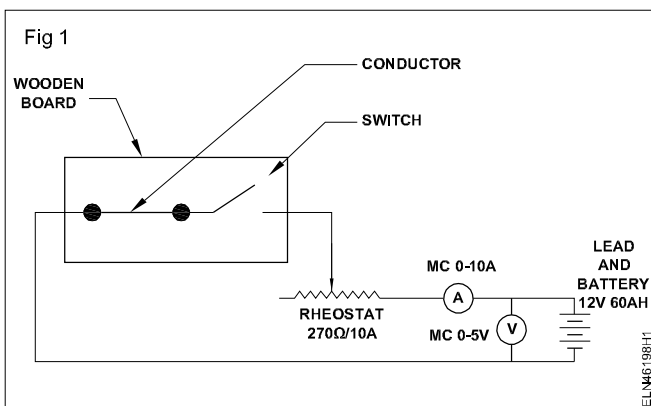 Fig 1
CONDUCTOR
WOODEN
BOARD
SWITCH
LEAD
AND
BATTERY
12V 60AH
MC 0-10A
A
RHEOSTAT
270Ω/10A
MC 0-5V
V
ELN46198H1